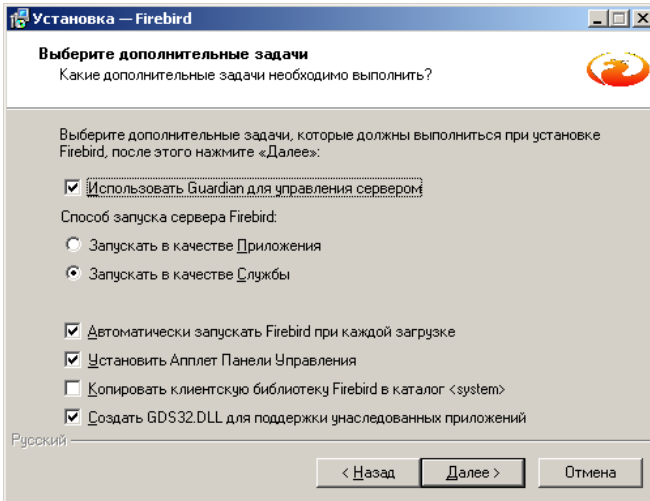 Установка — Firebird
Выберите дополнительные задачи
Какие дополнительные задачи необходимо выполнить?
Выберите дополнительные задачи, которые должны выполниться при установке
Firebird, после этого нажмите «Далее»:
Использовать Guardian для управления сервером
Способ запуска сервера Firebird:
Запускать в качестве Приложения
Запускать в качестве Службы
Автоматически запускать Firebird при каждой загрузке
Установить Апплет Панели Управления
Копировать клиентскую библиотеку Firebird в каталог <system>
Создать GDS32.DLL для поддержки унаследованных приложений
Русский
< Назад
Далее >
Отмена